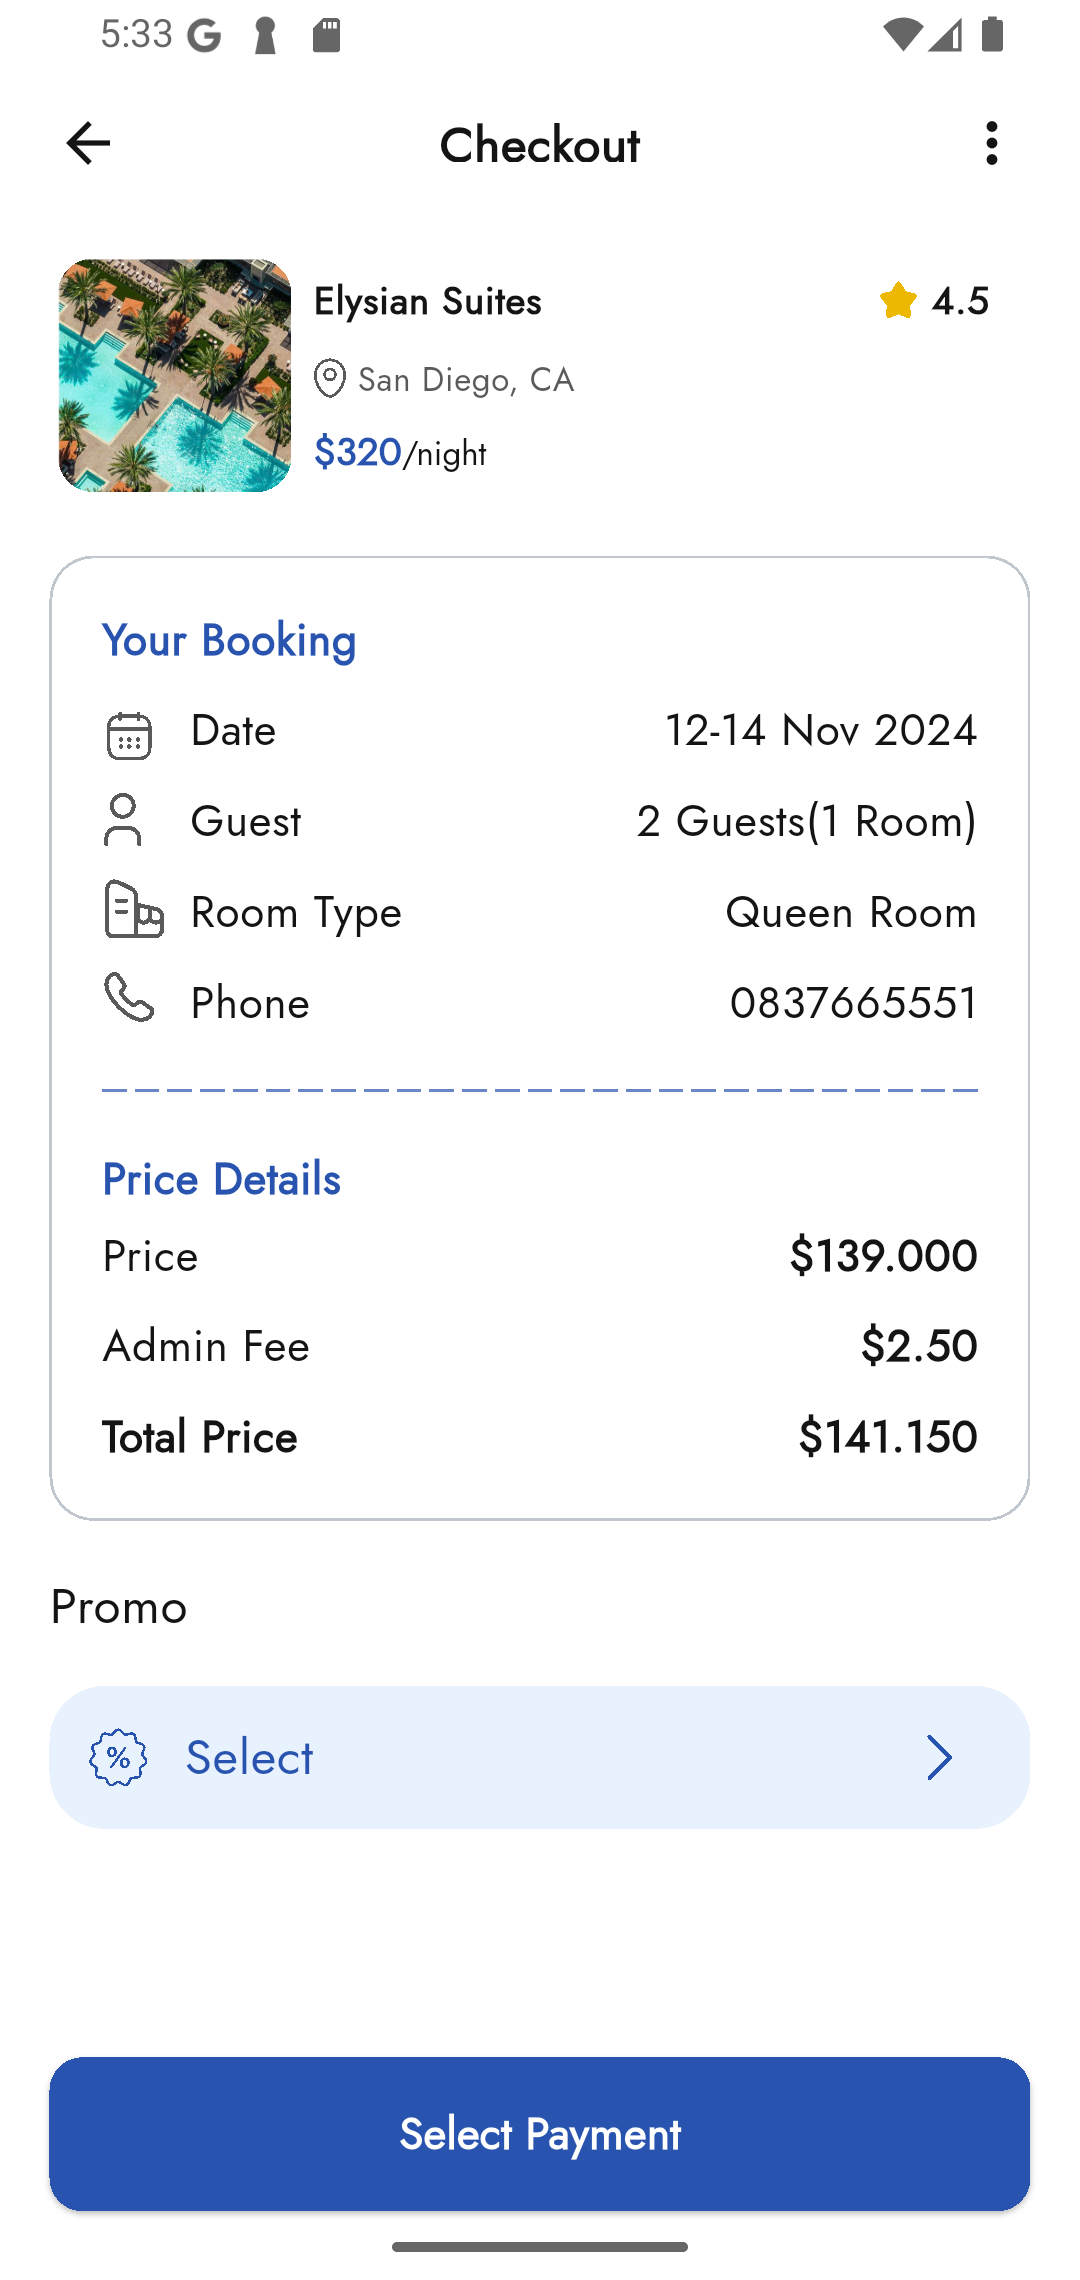 5:33
Checkout
Elysian Suites 4.5
San Diego, CA
$320/night
Your Booking
Date 12-14 Nov 2024
Guest 2 Guests(1 Room)
Room Type Queen Room
Phone 0837665551
Price Details
Price $139.000
Admin Fee $2.50
Total Price $141.150
Promo
% Select
Select Payment